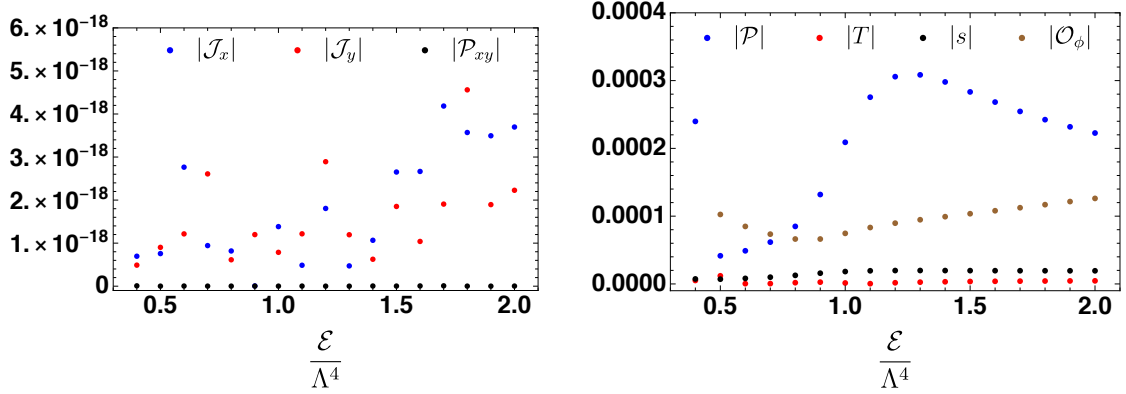 6. × 10⁻¹⁸
5. × 10⁻¹⁸
4. × 10⁻¹⁸
3. × 10⁻¹⁸
2. × 10⁻¹⁸
1. × 10⁻¹⁸
0
|𝒥ₓ| |𝒥ᵧ| |𝒫ₓᵧ|
0.5 1.0 1.5 2.0
ℰ
Λ⁴
0.0004
0.0003
0.0002
0.0001
0.0000
|𝒫| |T| |s| |𝒪ᵩ|
0.5 1.0 1.5 2.0
ℰ
Λ⁴